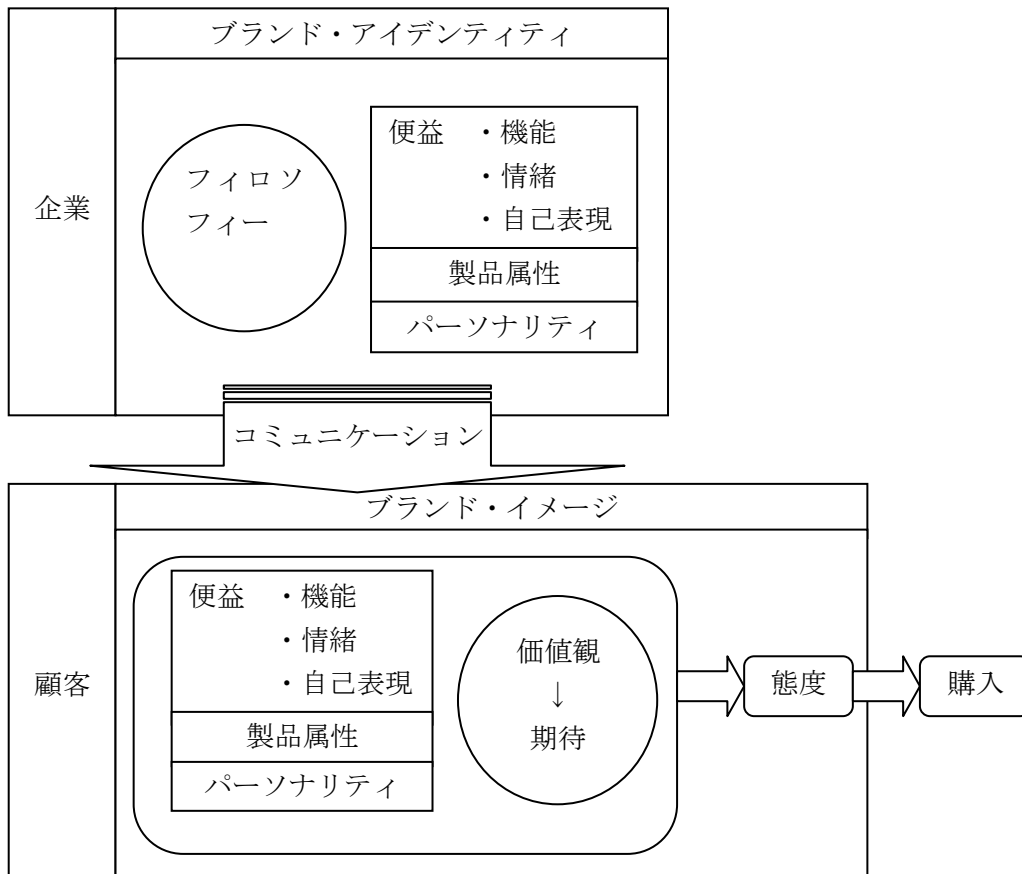 ブランド・アイデンティティ
企業
フィロソ
フィー
便益 ・機能
・情緒
・自己表現
製品属性
パーソナリティ
コミュニケーション
ブランド・イメージ
顧客
便益 ・機能
・情緒
・自己表現
製品属性
パーソナリティ
価値観
↓
期待
態度
購入